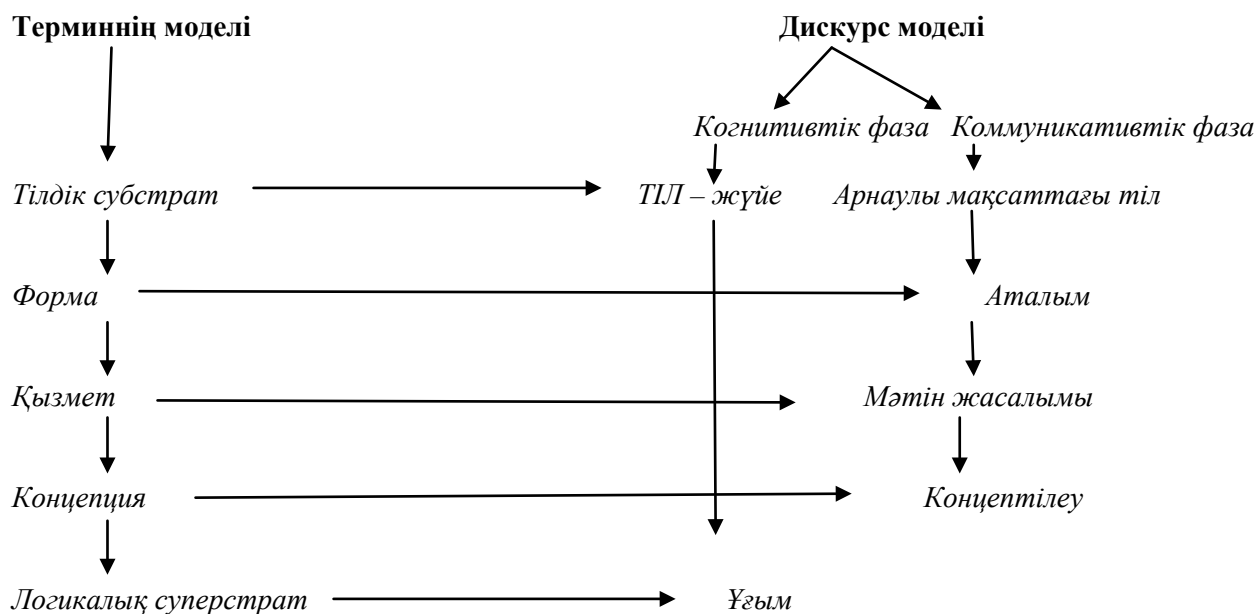 Терминнің моделі Дискурс моделі
Когнитивтік фаза Коммуникативтік фаза
Тілдік субстрат ТІЛ – жүйе Арнаулы мақсаттағы тіл
Форма Аталым
Қызмет Мәтін жасалымы
Концепция Концептілеу
Логикалық суперстрат Ұғым